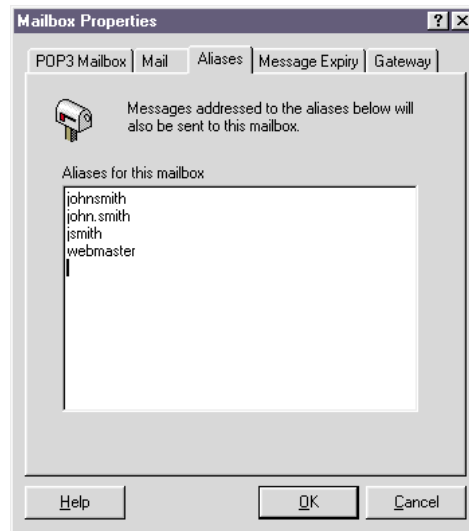 Mailbox Properties
POP3 Mailbox Mail Aliases Message Expiry Gateway
Messages addressed to the aliases below will
also be sent to this mailbox.
Aliases for this mailbox
johnsmith
john.smith
jsmith
webmaster
Help OK Cancel